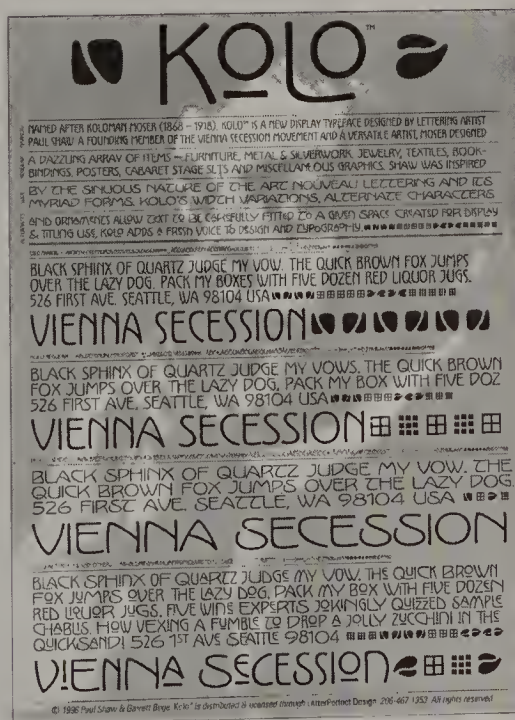 KOLO™
NAMED AFTER KOLOMAN MOSER (1868 – 1918), KOLO™ IS A NEW DISPLAY TYPEFACE DESIGNED BY LETTERING ARTIST
PAUL SHAW. A FOUNDING MEMBER OF THE VIENNA SECESSION MOVEMENT AND A VERSATILE ARTIST, MOSER DESIGNED
A DAZZLING ARRAY OF ITEMS – FURNITURE, METAL & SILVERWORK, JEWELRY, TEXTILES, BOOK-
BINDINGS, POSTERS, CABARET STAGE SETS AND MISCELLANEOUS GRAPHICS. SHAW WAS INSPIRED
BY THE SINUOUS NATURE OF THE ART NOUVEAU LETTERING AND ITS
MYRIAD FORMS. KOLO'S WIDTH VARIATIONS, ALTERNATE CHARACTERS
AND ORNAMENTS ALLOW TEXT TO BE CAREFULLY FITTED TO A GIVEN SPACE. CREATED FOR DISPLAY
& TITLING USE, KOLO ADDS A FRESH VOICE TO DESIGN AND TYPOGRAPHY.
BLACK SPHINX OF QUARTZ JUDGE MY VOW. THE QUICK BROWN FOX JUMPS
OVER THE LAZY DOG. PACK MY BOXES WITH FIVE DOZEN RED LIQUOR JUGS.
526 FIRST AVE. SEATTLE, WA 98104 USA
VIENNA SECESSION
BLACK SPHINX OF QUARTZ JUDGE MY VOWS. THE QUICK BROWN
FOX JUMPS OVER THE LAZY DOG, PACK MY BOX WITH FIVE DOZ
526 FIRST AVE, SEATTLE, WA 98104 USA
VIENNA SECESSION
BLACK SPHINX OF QUARTZ JUDGE MY VOW. THE
QUICK BROWN FOX JUMPS OVER THE LAZY DOG.
526 FIRST AVE. SEATTLE, WA 98104 USA
VIENNA SECESSION
BLACK SPHINX OF QUARTZ JUDGE MY VOW. THE QUICK BROWN
FOX JUMPS OVER THE LAZY DOG, PACK MY BOX WITH FIVE DOZEN
RED LIQUOR JUGS. FIVE WINE EXPERTS JOKINGLY QUIZZED SAMPLE
CHABLIS. HOW VEXING A FUMBLE TO DROP A JOLLY ZUCCHINI IN THE
QUICKSAND! 526 1ST AVE SEATTLE 98104
VIENNA SECESSION
© 1996 Paul Shaw & Garrett Boge. Kolo™ is distributed & licensed through LetterPerfect Design 206-467-1353 All rights reserved